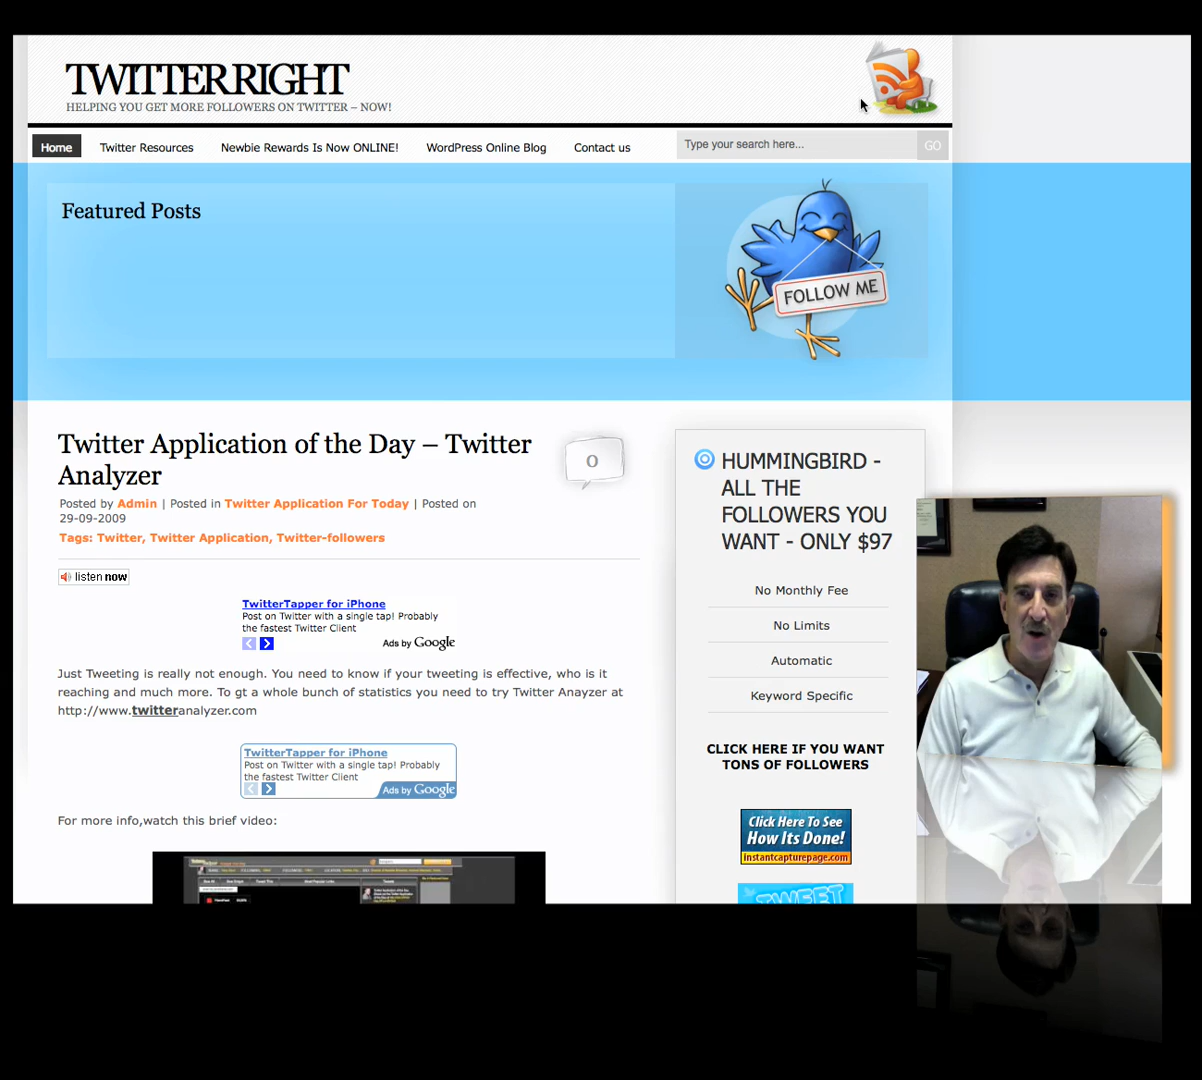 TWITTERRIGHT
HELPING YOU GET MORE FOLLOWERS ON TWITTER – NOW!
Home
Twitter Resources
Newbie Rewards Is Now ONLINE!
WordPress Online Blog
Contact us
Type your search here...
GO
Featured Posts
FOLLOW ME
Twitter Application of the Day – Twitter
Analyzer
0
Posted by Admin | Posted in Twitter Application For Today | Posted on
29-09-2009
Tags: Twitter, Twitter Application, Twitter-followers
listen now
TwitterTapper for iPhone
Post on Twitter with a single tap! Probably
the fastest Twitter Client
Ads by Google
Just Tweeting is really not enough. You need to know if your tweeting is effective, who is it
reaching and much more. To gt a whole bunch of statistics you need to try Twitter Anayzer at
http://www.twitteranalyzer.com
TwitterTapper for iPhone
Post on Twitter with a single tap! Probably
the fastest Twitter Client
Ads by Google
For more info,watch this brief video:
HUMMINGBIRD -
ALL THE
FOLLOWERS YOU
WANT - ONLY $97
No Monthly Fee
No Limits
Automatic
Keyword Specific
CLICK HERE IF YOU WANT
TONS OF FOLLOWERS
Click Here To See
How Its Done!
instantcapturepage.com
TWEET